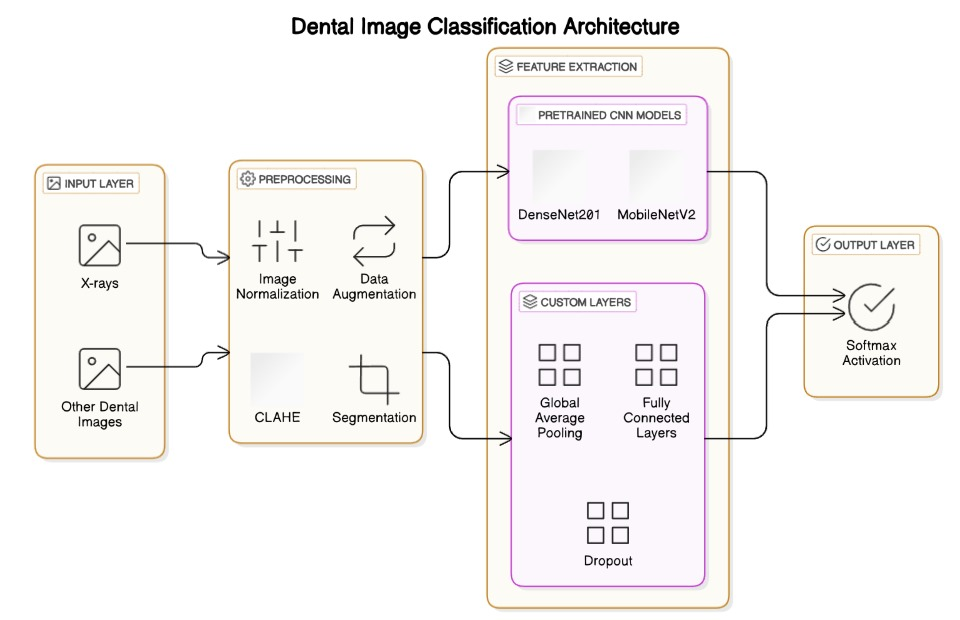 Dental Image Classification Architecture
INPUT LAYER
X-rays
Other Dental
Images
PREPROCESSING
Image
Normalization
Data
Augmentation
CLAHE
Segmentation
FEATURE EXTRACTION
PRETRAINED CNN MODELS
DenseNet201
MobileNetV2
CUSTOM LAYERS
Global
Average
Pooling
Fully
Connected
Layers
Dropout
OUTPUT LAYER
Softmax
Activation